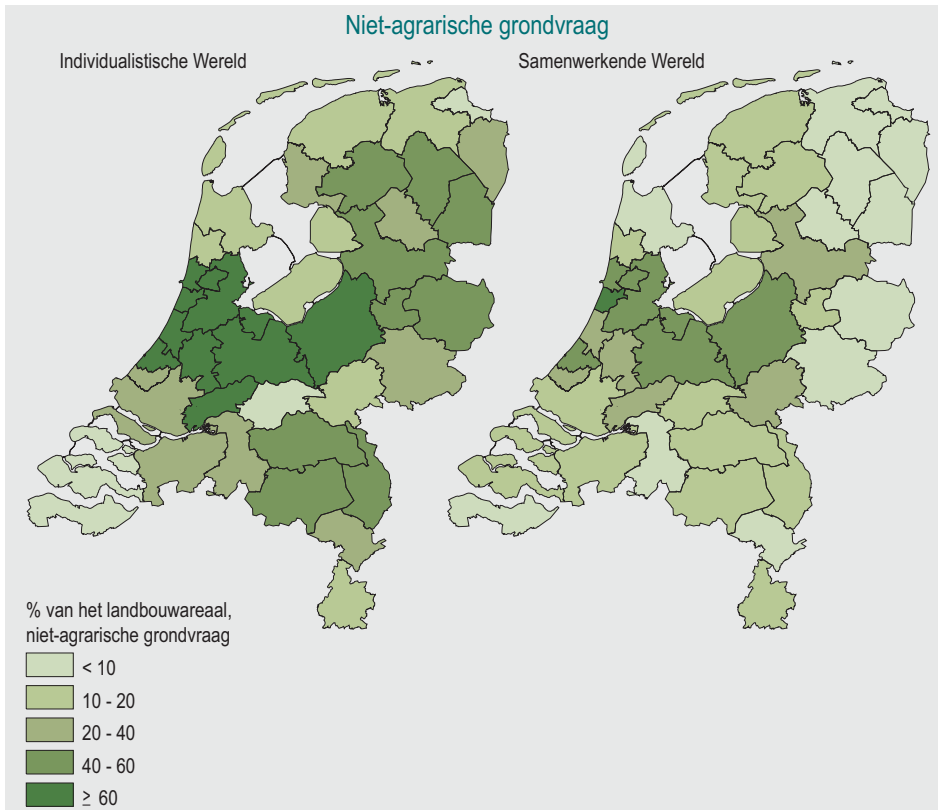 Niet-agrarische grondvraag
Individualistische Wereld
Samenwerkende Wereld
% van het landbouwareaal,
niet-agrarische grondvraag
< 10
10 - 20
20 - 40
40 - 60
≥ 60